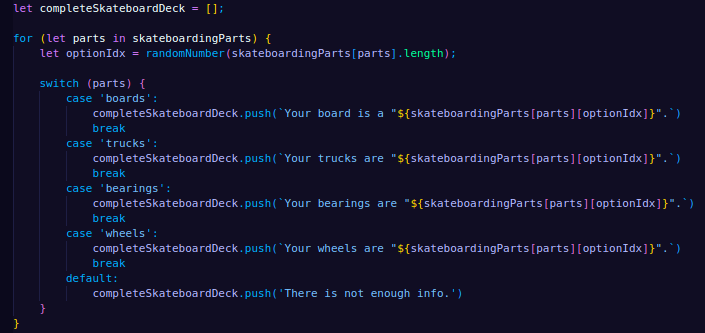 let completeSkateboardDeck = [];

for (let parts in skateboardingParts) {
    let optionIdx = randomNumber(skateboardingParts[parts].length);

    switch (parts) {
        case 'boards':
            completeSkateboardDeck.push(`Your board is a "${skateboardingParts[parts][optionIdx]}".`)
            break
        case 'trucks':
            completeSkateboardDeck.push(`Your trucks are "${skateboardingParts[parts][optionIdx]}".`)
            break
        case 'bearings':
            completeSkateboardDeck.push(`Your bearings are "${skateboardingParts[parts][optionIdx]}".`)
            break
        case 'wheels':
            completeSkateboardDeck.push(`Your wheels are "${skateboardingParts[parts][optionIdx]}".`)
            break
        default:
            completeSkateboardDeck.push('There is not enough info.')
    }
}